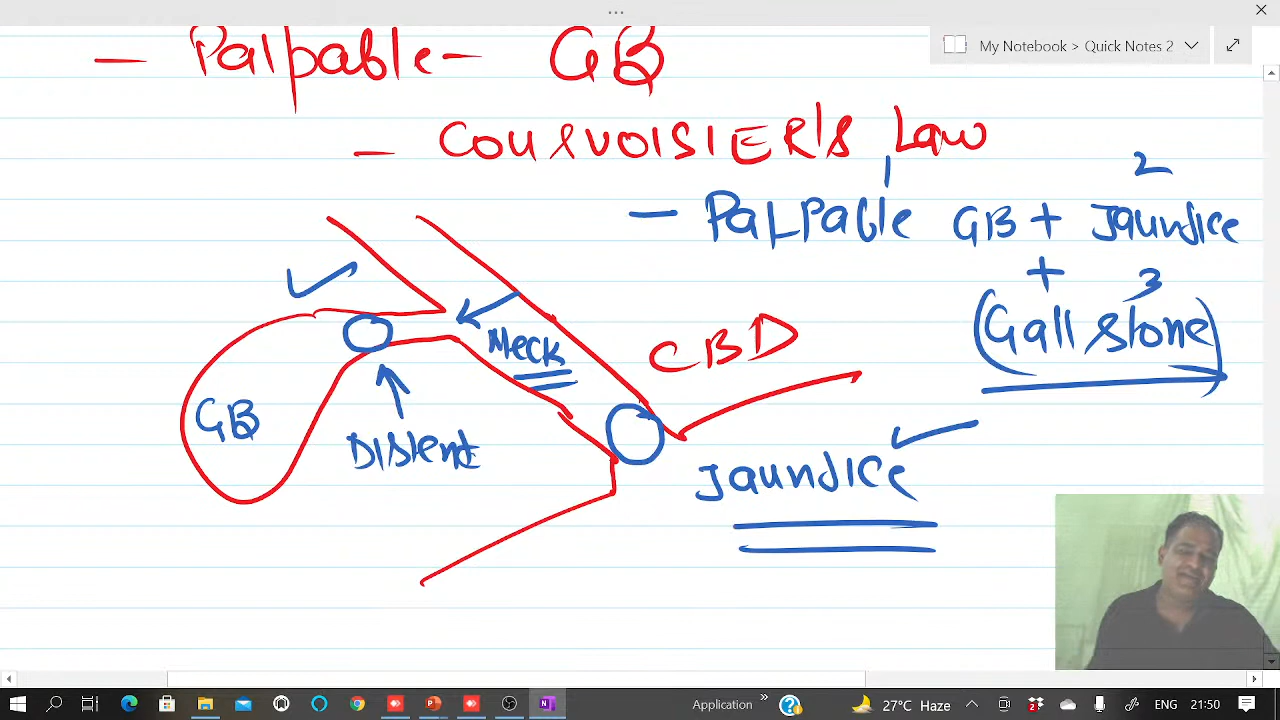 My Notebook > Quick Notes 2
— Palpable — GB
— COURVOISIER'S Law
1 2
— PALPable GB + Jaundice
+ 3
(Gall stone)
Neck
CBD
GB
Distent
Jaundice
Application
27°C Haze
ENG 21:50